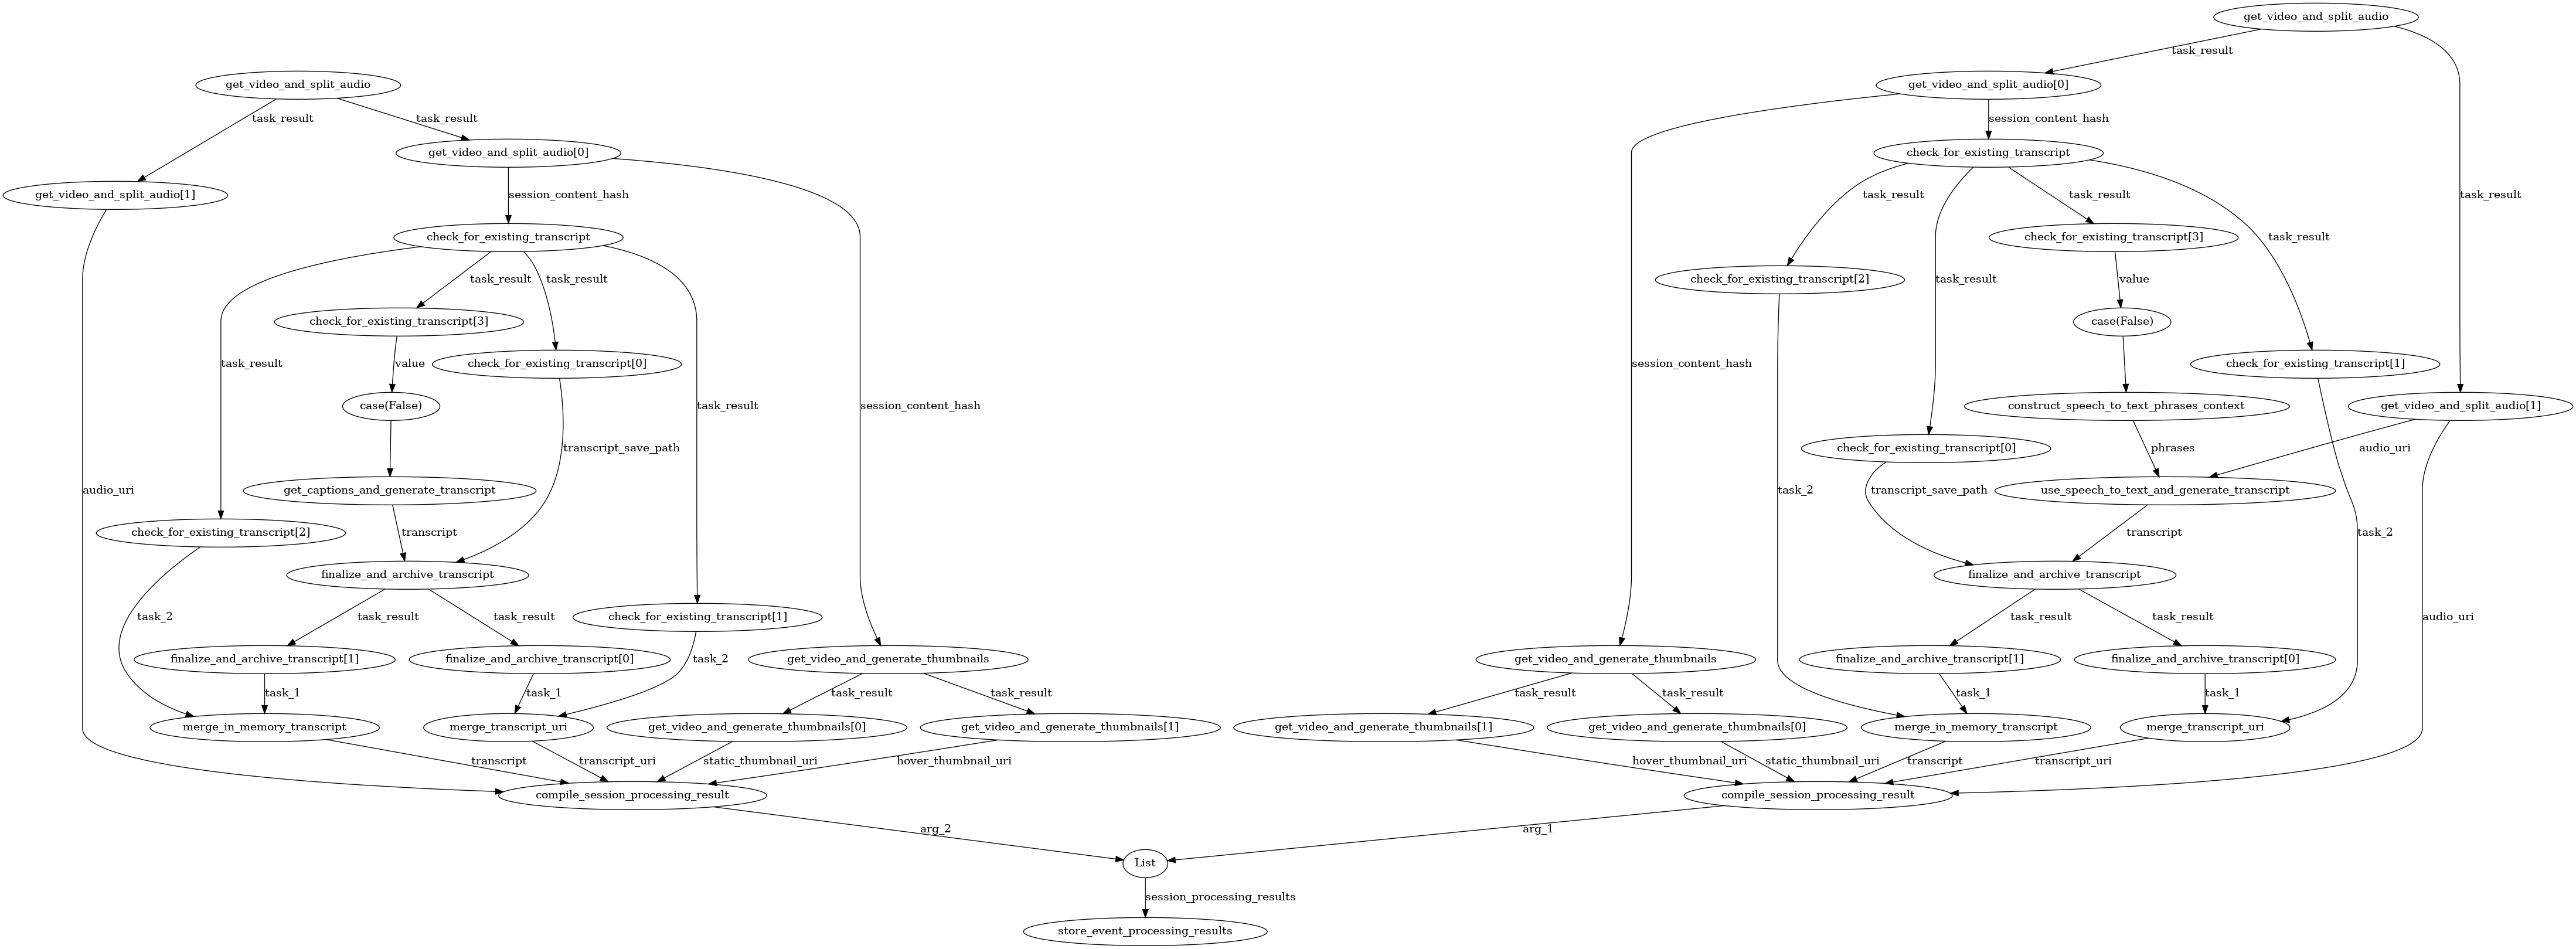 get_video_and_split_audio
task_result
get_video_and_split_audio
get_video_and_split_audio[0]
task_result
task_result
session_content_hash
get_video_and_split_audio[0]
check_for_existing_transcript
get_video_and_split_audio[1]
session_content_hash
task_result
task_result
task_result
check_for_existing_transcript
check_for_existing_transcript[3]
task_result
check_for_existing_transcript[2]
task_result
task_result
task_result
value
check_for_existing_transcript[3]
case(False)
task_result
value
check_for_existing_transcript[0]
session_content_hash
check_for_existing_transcript[1]
case(False)
task_result
session_content_hash
construct_speech_to_text_phrases_context
get_video_and_split_audio[1]
transcript_save_path
check_for_existing_transcript[0]
phrases
audio_uri
audio_uri
get_captions_and_generate_transcript
task_2
transcript_save_path
use_speech_to_text_and_generate_transcript
check_for_existing_transcript[2]
transcript
transcript
task_2
finalize_and_archive_transcript
finalize_and_archive_transcript
task_2
task_result
task_result
check_for_existing_transcript[1]
task_result
task_result
audio_uri
finalize_and_archive_transcript[1]
finalize_and_archive_transcript[0]
task_2
get_video_and_generate_thumbnails
get_video_and_generate_thumbnails
finalize_and_archive_transcript[1]
finalize_and_archive_transcript[0]
task_1
task_1
task_result
task_result
task_result
task_result
task_1
task_1
merge_in_memory_transcript
merge_transcript_uri
get_video_and_generate_thumbnails[0]
get_video_and_generate_thumbnails[1]
get_video_and_generate_thumbnails[1]
get_video_and_generate_thumbnails[0]
merge_in_memory_transcript
merge_transcript_uri
transcript
transcript_uri
static_thumbnail_uri
hover_thumbnail_uri
hover_thumbnail_uri
static_thumbnail_uri
transcript
transcript_uri
compile_session_processing_result
compile_session_processing_result
arg_2
arg_1
List
session_processing_results
store_event_processing_results